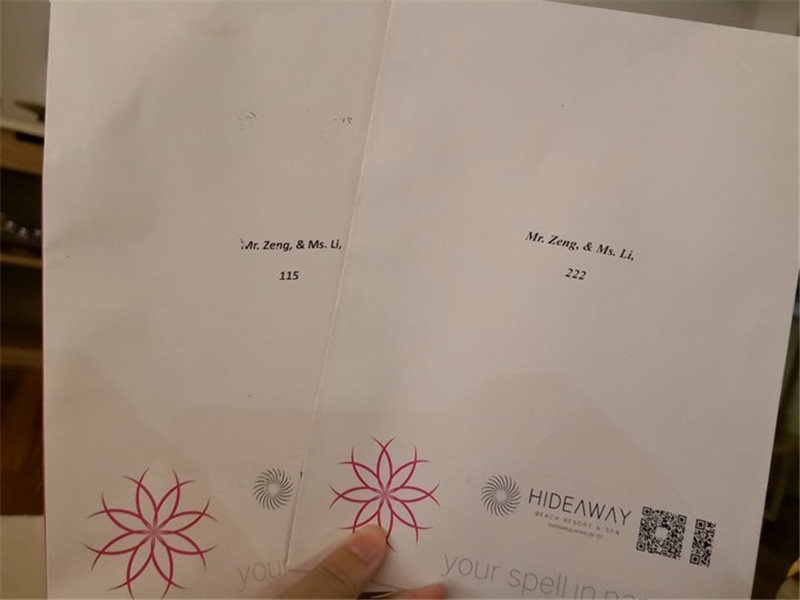 Mr. Zeng, & Ms. Li,
115
your
Mr. Zeng, & Ms. Li,
222
HIDEAWAY
BEACH RESORT & SPA
your spell in